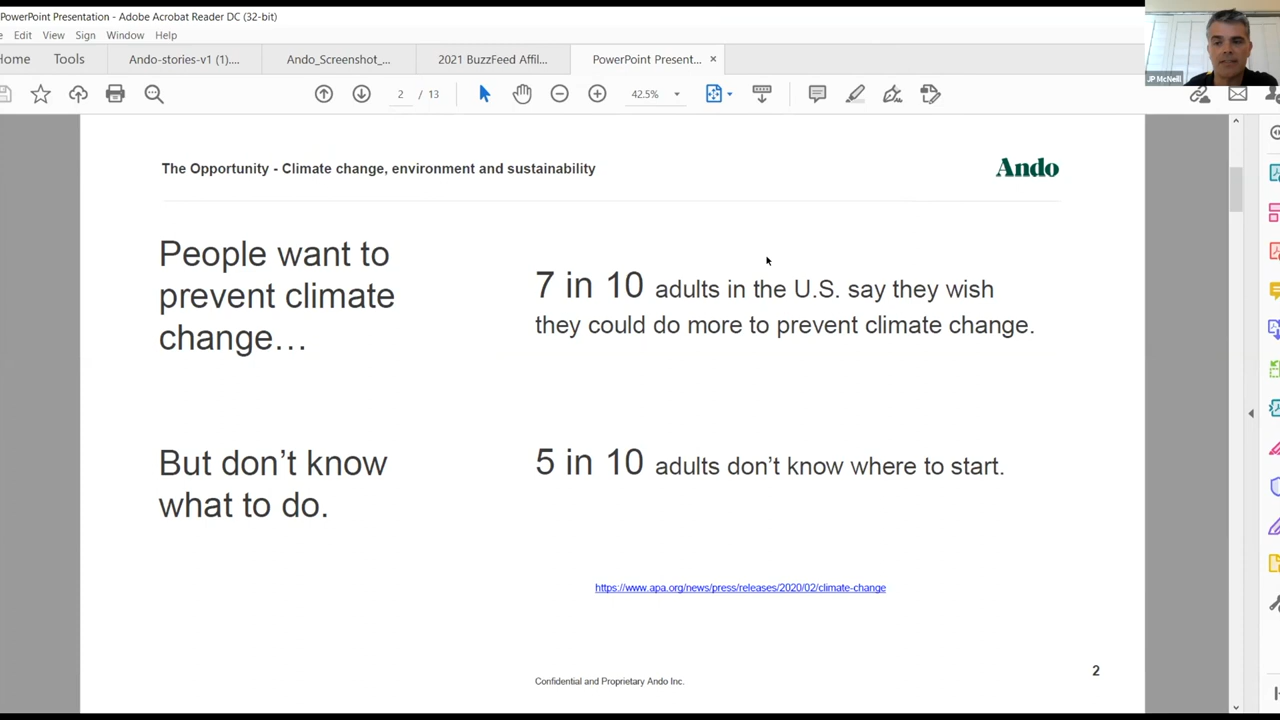 PowerPoint Presentation - Adobe Acrobat Reader DC (32-bit)
Edit View Sign Window Help
Home Tools Ando-stories-v1 (1).... Ando_Screenshot_... 2021 BuzzFeed Affil... PowerPoint Present... ×
2 / 13 42.5%
JP McNeill
The Opportunity - Climate change, environment and sustainability
Ando
People want to
prevent climate
change…
7 in 10 adults in the U.S. say they wish
they could do more to prevent climate change.
But don’t know
what to do.
5 in 10 adults don’t know where to start.
https://www.apa.org/news/press/releases/2020/02/climate-change
2
Confidential and Proprietary Ando Inc.